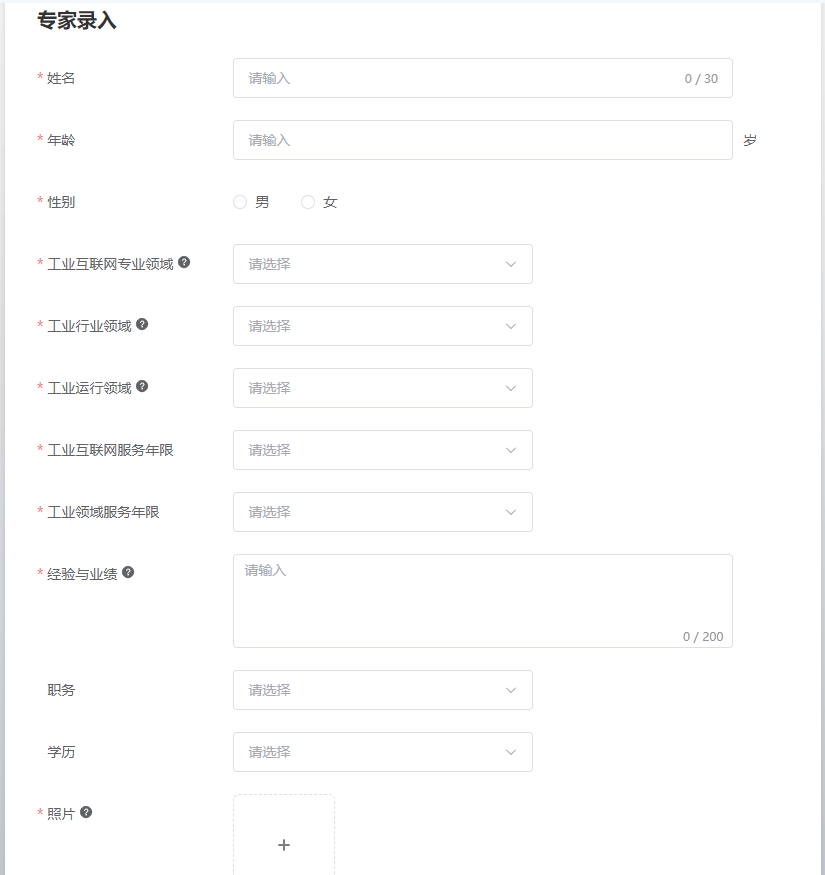 专家录入
* 姓名 请输入 0 / 30
* 年龄 请输入 岁
* 性别 男 女
* 工业互联网专业领域 ? 请选择
* 工业行业领域 ? 请选择
* 工业运行领域 ? 请选择
* 工业互联网服务年限 请选择
* 工业领域服务年限 请选择
* 经验与业绩 ? 请输入
0 / 200
职务 请选择
学历 请选择
* 照片 ?
+